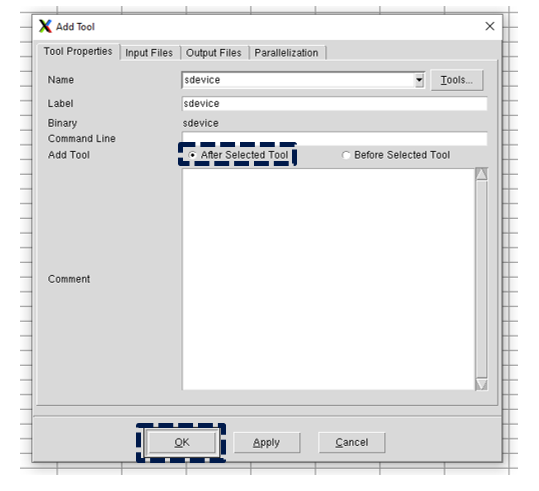 Add Tool
Tool Properties Input Files Output Files Parallelization
Name sdevice Tools...
Label sdevice
Binary sdevice
Command Line
Add Tool After Selected Tool Before Selected Tool
Comment
OK Apply Cancel